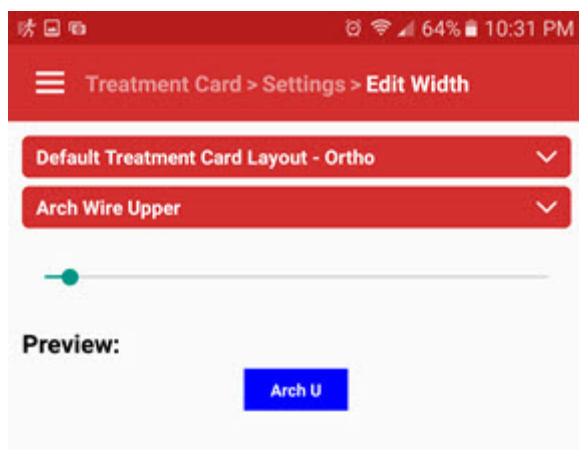 64% 10:31 PM
Treatment Card > Settings > Edit Width
Default Treatment Card Layout - Ortho
Arch Wire Upper
Preview:
Arch U